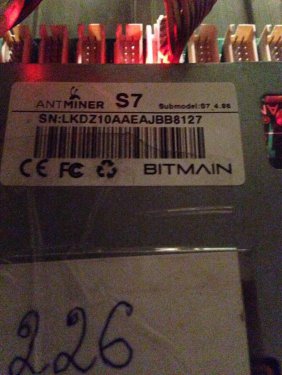 ANTMINER S7 Submodel:S7_4.86
SN:LKDZ10AAEAJBB8127
CE FC BITMAIN
226